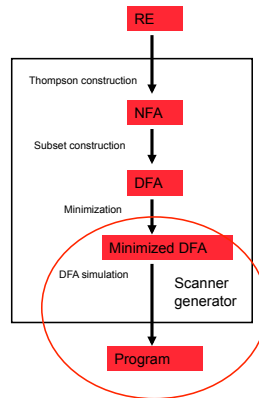 RE
Thompson construction
NFA
Subset construction
DFA
Minimization
Minimized DFA
DFA simulation
Scanner
generator
Program